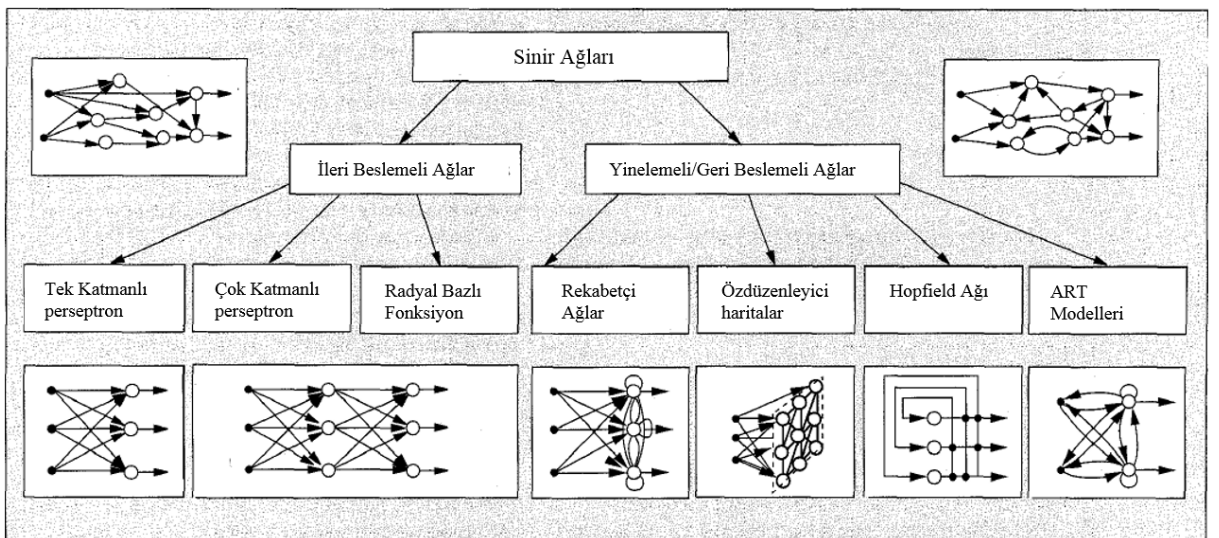 Sinir Ağları
İleri Beslemeli Ağlar
Yinelemeli/Geri Beslemeli Ağlar
Tek Katmanlı
perseptron
Çok Katmanlı
perseptron
Radyal Bazlı
Fonksiyon
Rekabetçi
Ağlar
Özdüzenleyici
haritalar
Hopfield Ağı
ART
Modelleri